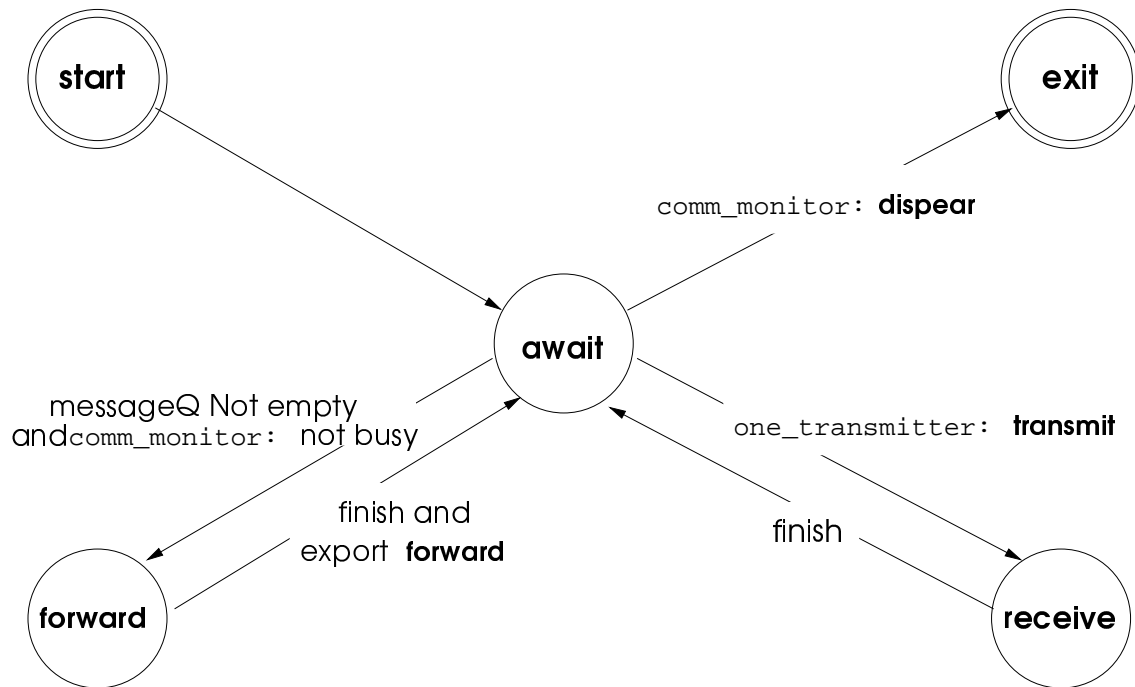 start
exit
comm_monitor: dispear
await
messageQ Not empty
andcomm_monitor: not busy
one_transmitter: transmit
finish and
export forward
finish
forward
receive